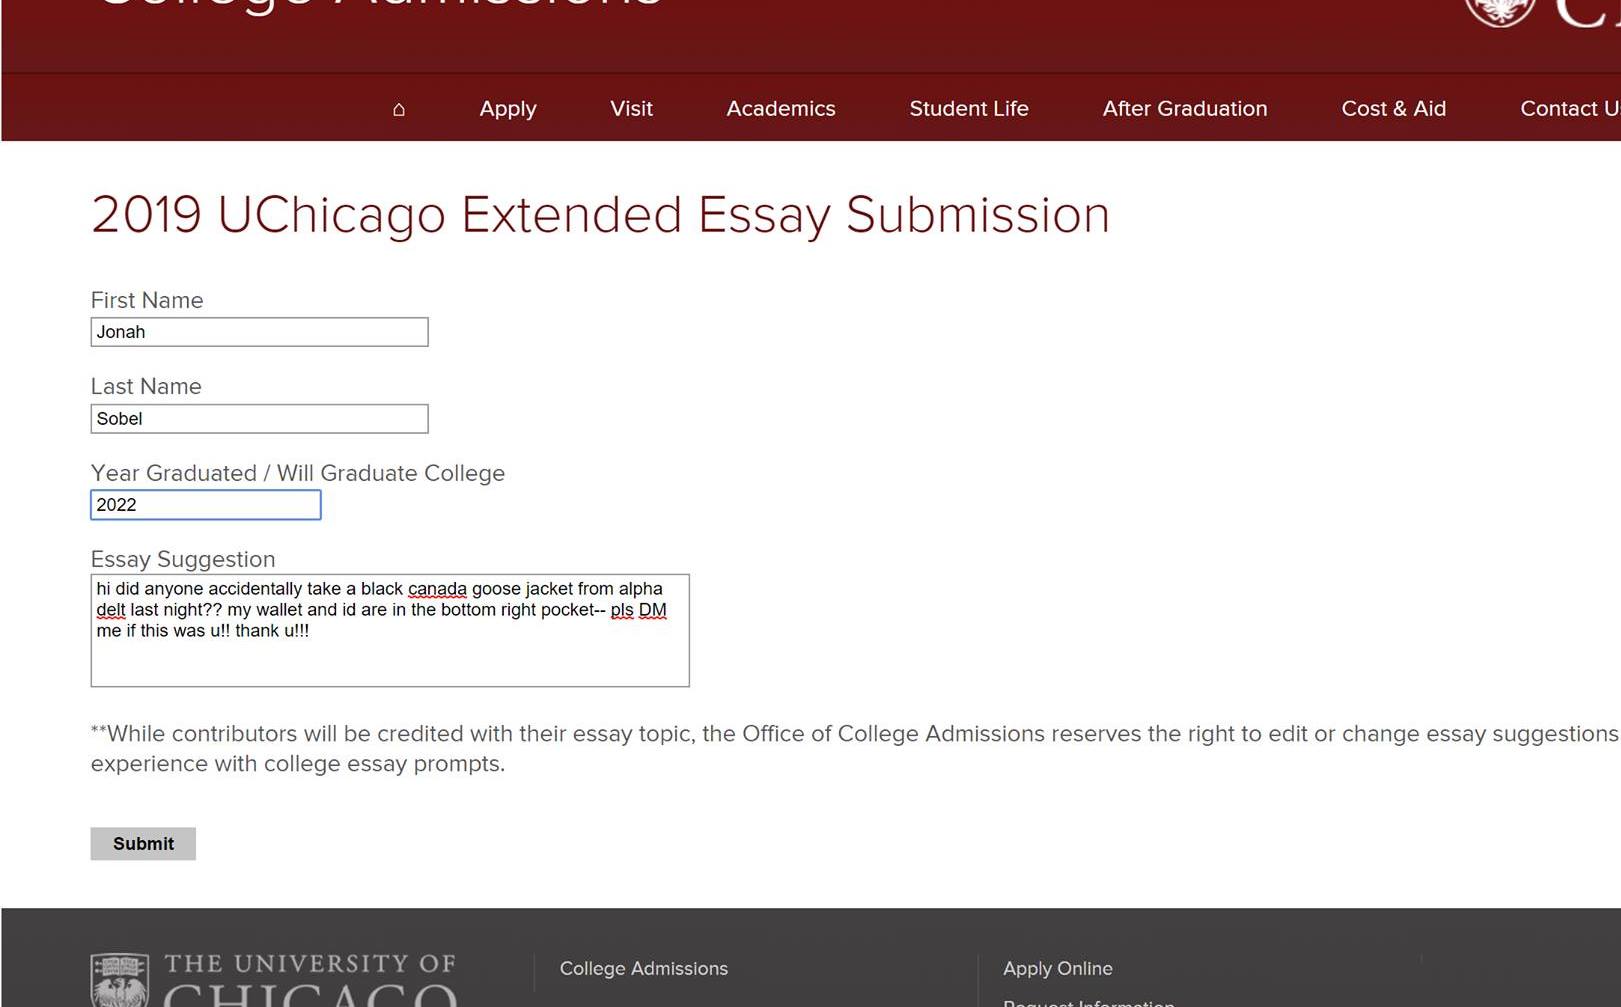 College Admissions
Apply Visit Academics Student Life After Graduation Cost & Aid Contact
2019 UChicago Extended Essay Submission
First Name
Jonah
Last Name
Sobel
Year Graduated / Will Graduate College
2022
Essay Suggestion
hi did anyone accidentally take a black canada goose jacket from alpha
delt last night?? my wallet and id are in the bottom right pocket-- pls DM
me if this was u!! thank u!!!
**While contributors will be credited with their essay topic, the Office of College Admissions reserves the right to edit or change essay suggestions
experience with college essay prompts.
Submit
THE UNIVERSITY OF
CHICAGO
College Admissions
Apply Online
Request Information